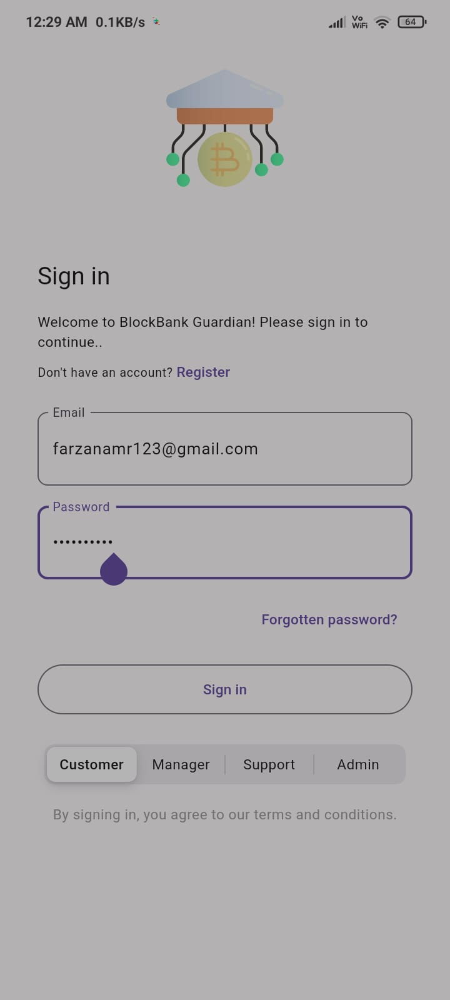 12:29 AM 0.1KB/s Vo WiFi 64
Sign in
Welcome to BlockBank Guardian! Please sign in to
continue..
Don't have an account? Register
Email
farzanamr123@gmail.com
Password
••••••••••
Forgotten password?
Sign in
Customer Manager Support Admin
By signing in, you agree to our terms and conditions.